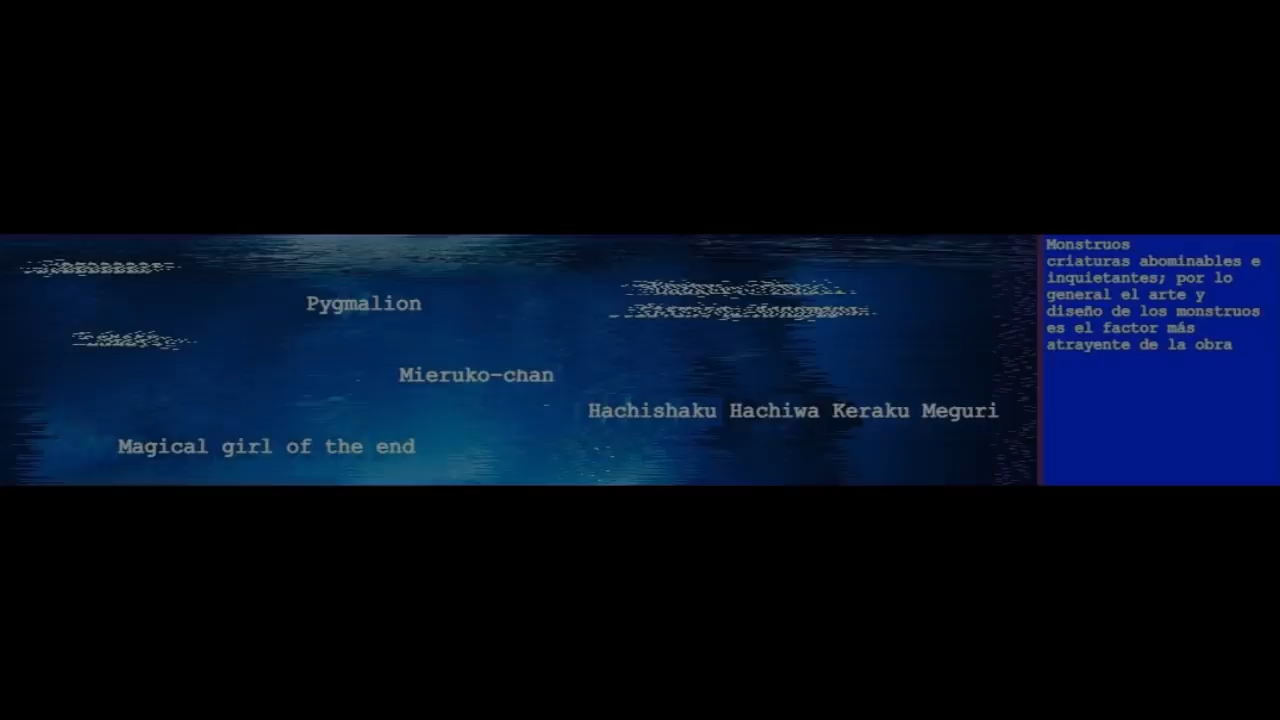 Pygmalion
Mieruko-chan
Hachishaku Hachiwa Keraku Meguri
Magical girl of the end
Monstruos
criaturas abominables e
inquietantes; por lo
general el arte y
diseño de los monstruos
es el factor más
atrayente de la obra